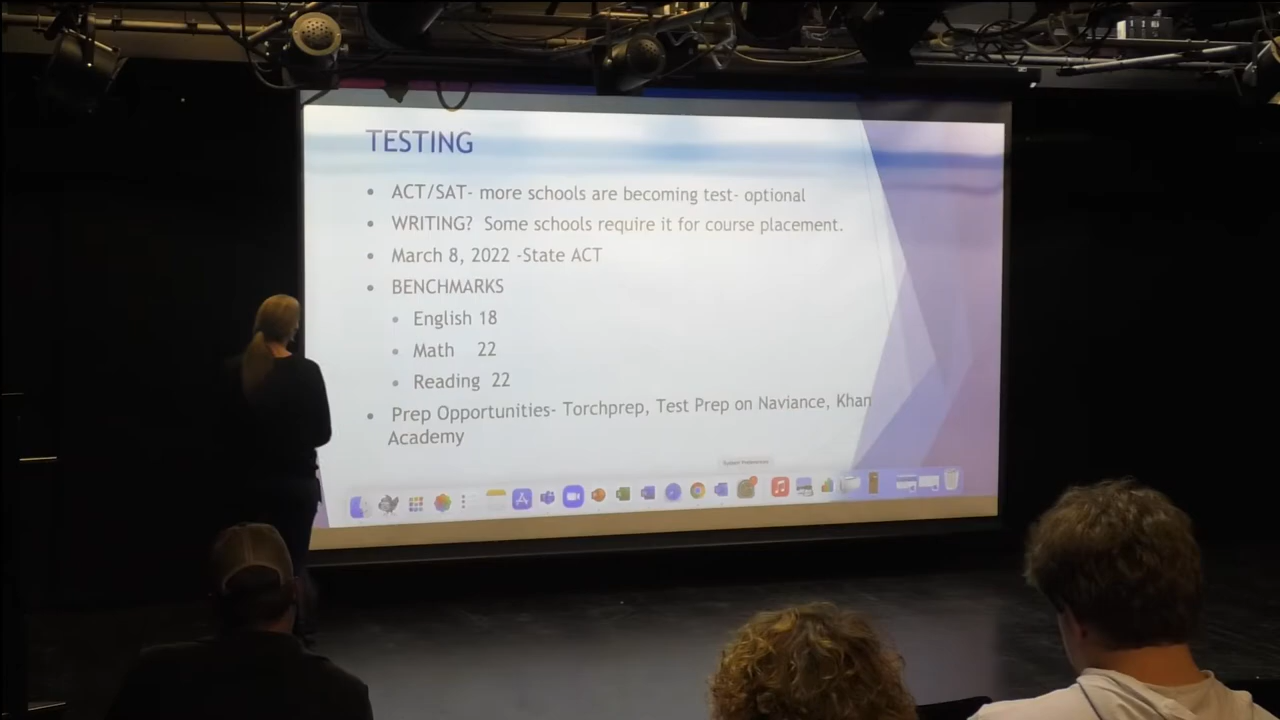 TESTING
• ACT/SAT- more schools are becoming test- optional
• WRITING? Some schools require it for course placement.
• March 8, 2022 -State ACT
• BENCHMARKS
• English 18
• Math 22
• Reading 22
• Prep Opportunities- Torchprep, Test Prep on Naviance, Khan
Academy
System Preferences